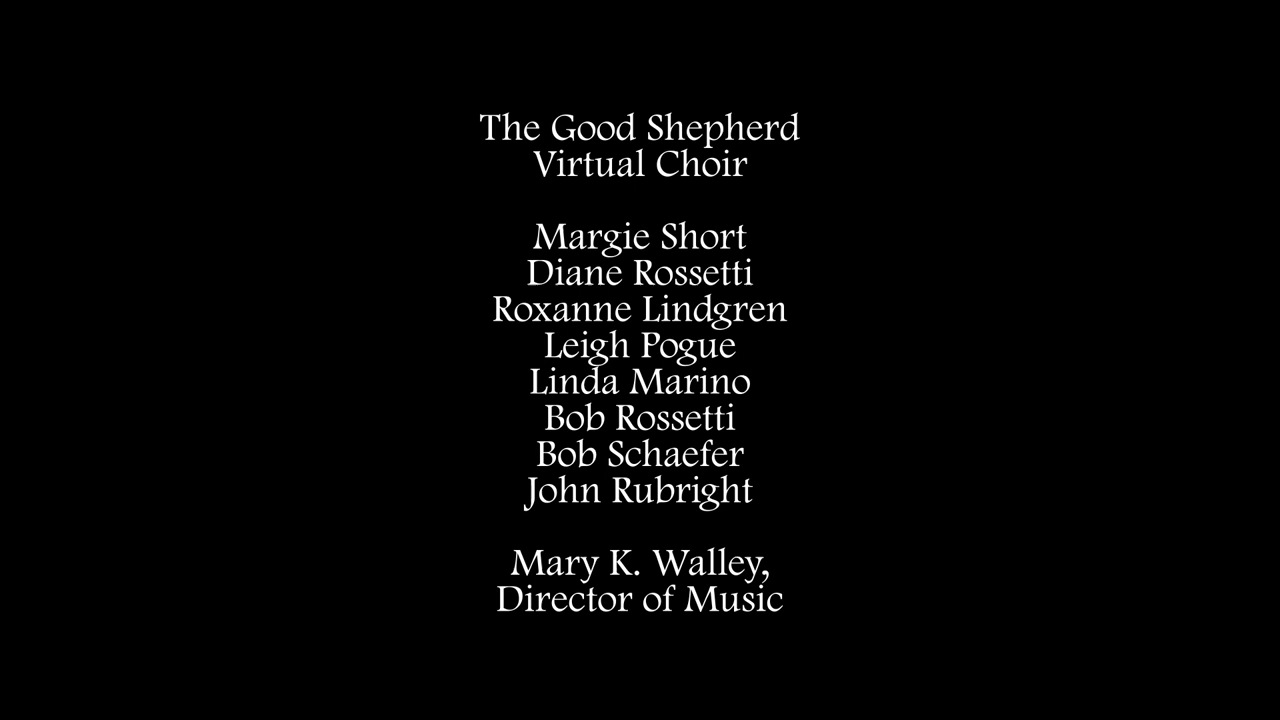 The Good Shepherd
Virtual Choir
Margie Short
Diane Rossetti
Roxanne Lindgren
Leigh Pogue
Linda Marino
Bob Rossetti
Bob Schaefer
John Rubright
Mary K. Walley,
Director of Music